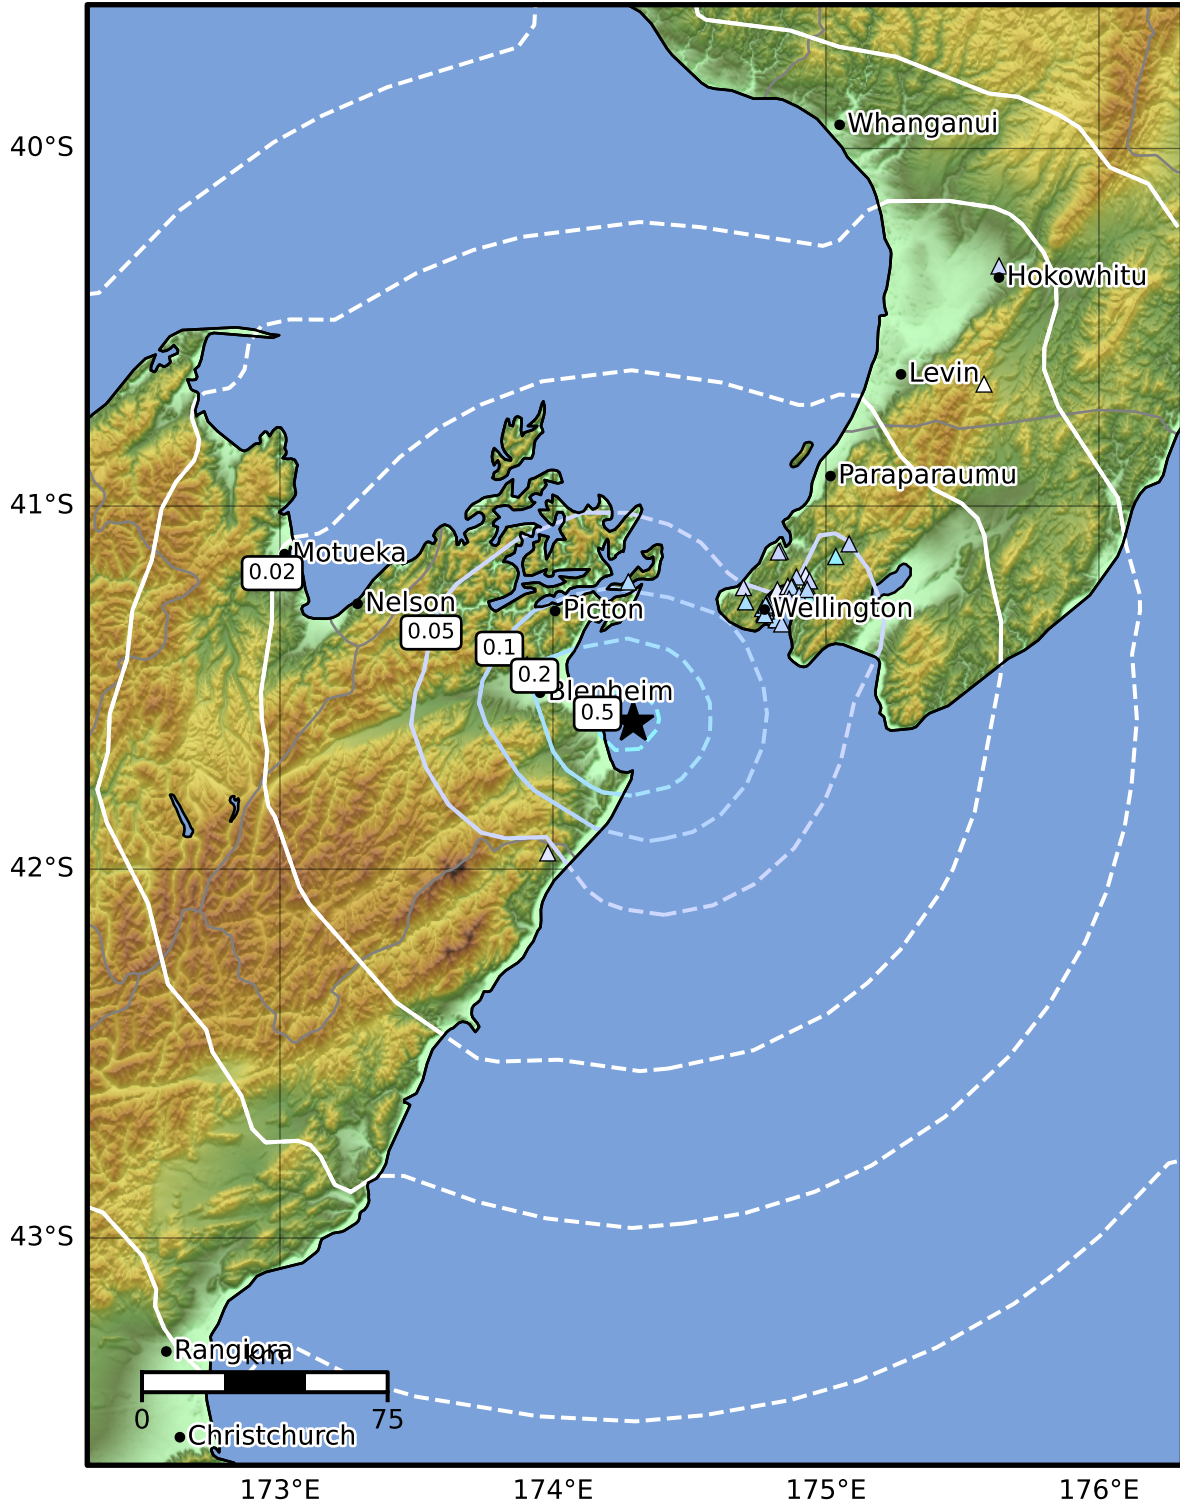 Whanganui
40°S
Hokowhitu
Levin
Paraparaumu
41°S
Motueka
0.02
Nelson
Picton
Wellington
0.05
0.1
0.2
Blenheim
0.5
42°S
43°S
Rangiora
km
0 75
Christchurch
173°E 174°E 175°E 176°E